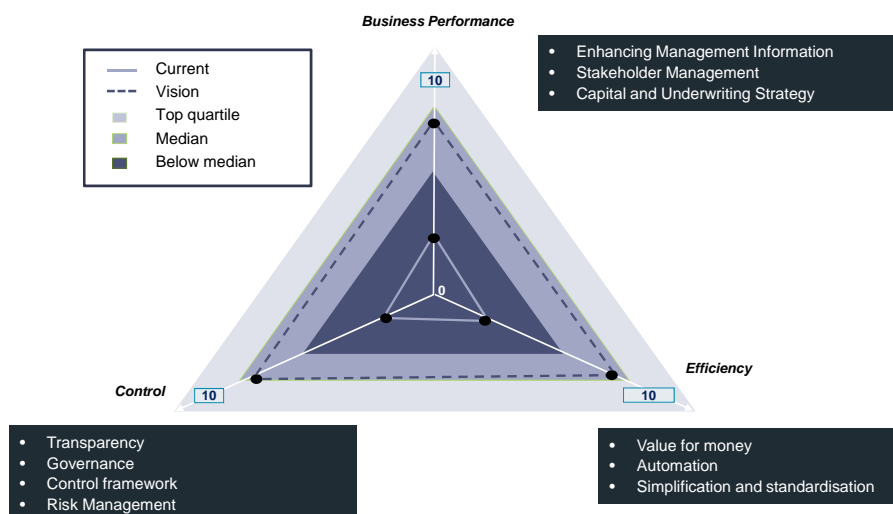 Business Performance
Current
Vision
Top quartile
Median
Below median
10
• Enhancing Management Information
• Stakeholder Management
• Capital and Underwriting Strategy
0
Efficiency
Control
10
10
• Transparency
• Governance
• Control framework
• Risk Management
• Value for money
• Automation
• Simplification and standardisation